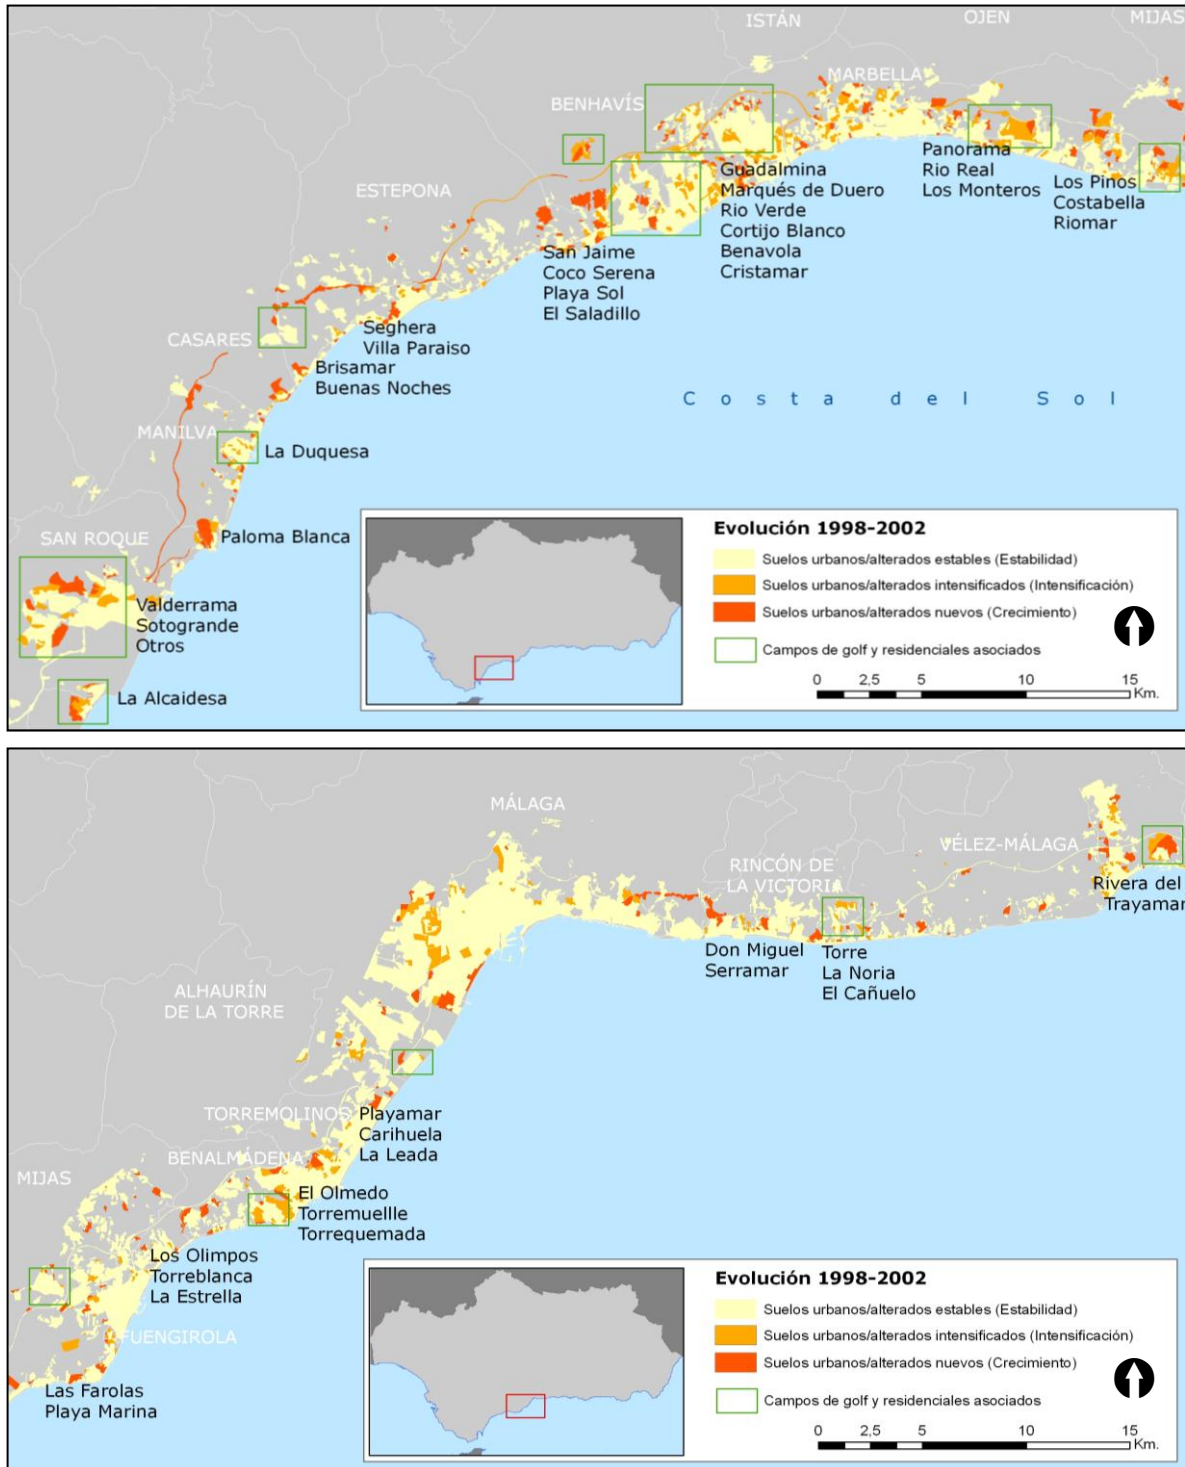 ISTÁN
OJEN
MIJAS
MARBELLA
BENHAVÍS
Panorama
Rio Real
Los Monteros
Guadalmina
Marqués de Duero
Rio Verde
Cortijo Blanco
Benavola
Cristamar
Los Pinos
Costabella
Riomar
ESTEPONA
San Jaime
Coco Serena
Playa Sol
El Saladillo
Seghera
Villa Paraiso
CASARES
Brisamar
Buenas Noches
Costa del Sol
MANILVA
La Duquesa
SAN ROQUE
Paloma Blanca
Valderrama
Sotogrande
Otros
La Alcaidesa
Evolución 1998-2002
Suelos urbanos/alterados estables (Estabilidad)
Suelos urbanos/alterados intensificados (Intensificación)
Suelos urbanos/alterados nuevos (Crecimiento)
Campos de golf y residenciales asociados
0 2,5 5 10 15
Km.
MÁLAGA
RINCÓN DE
LA VICTORIA
VÉLEZ-MÁLAGA
Rivera del
Trayamar
Don Miguel
Serramar
Torre
La Noria
El Cañuelo
ALHAURÍN
DE LA TORRE
TORREMOLINOS
Playamar
Carihuela
La Leada
BENALMÁDENA
MIJAS
El Olmedo
Torremuellle
Torrequemada
Los Olimpos
Torreblanca
La Estrella
FUENGIROLA
Las Farolas
Playa Marina
Evolución 1998-2002
Suelos urbanos/alterados estables (Estabilidad)
Suelos urbanos/alterados intensificados (Intensificación)
Suelos urbanos/alterados nuevos (Crecimiento)
Campos de golf y residenciales asociados
0 2,5 5 10 15
Km.